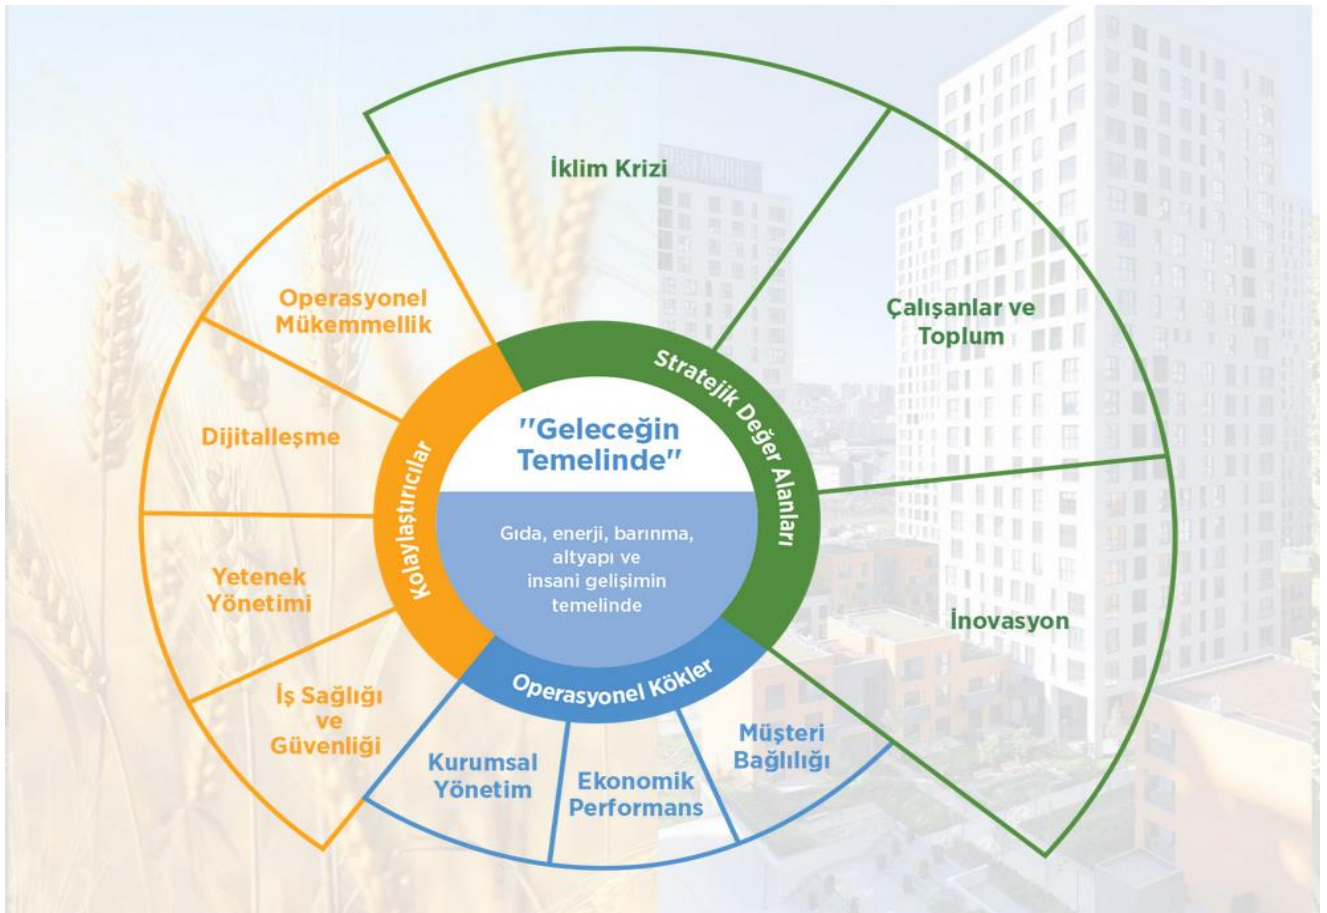 İklim Krizi
Çalışanlar ve
Toplum
İnovasyon
Stratejik Değer Alanları
Operasyonel
Mükemmellik
Dijitalleşme
Yetenek
Yönetimi
İş Sağlığı
ve
Güvenliği
Kolaylaştırıcılar
"Geleceğin
Temelinde"
Gıda, enerji, barınma,
altyapı ve
insani gelişimin
temelinde
Operasyonel Kökler
Kurumsal
Yönetim
Ekonomik
Performans
Müşteri
Bağlılığı